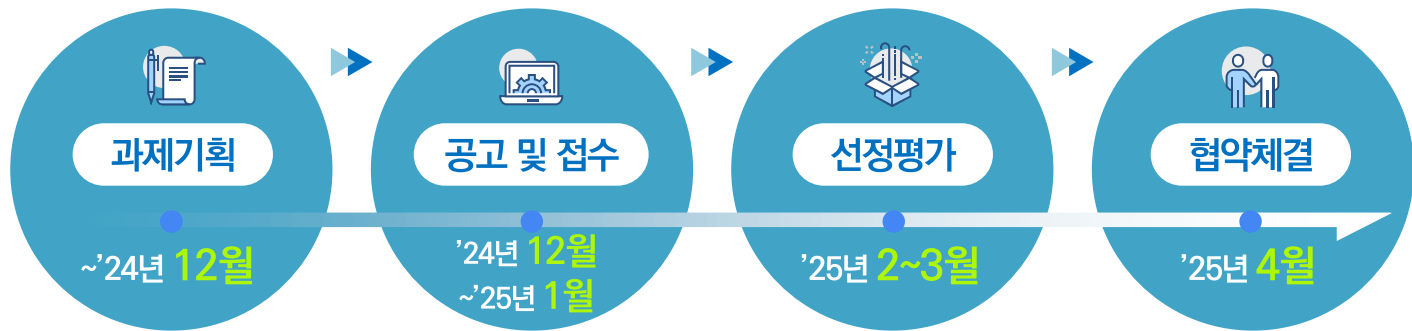 과제기획
~’24년 12월
공고 및 접수
’24년 12월
~’25년 1월
선정평가
’25년 2~3월
협약체결
’25년 4월